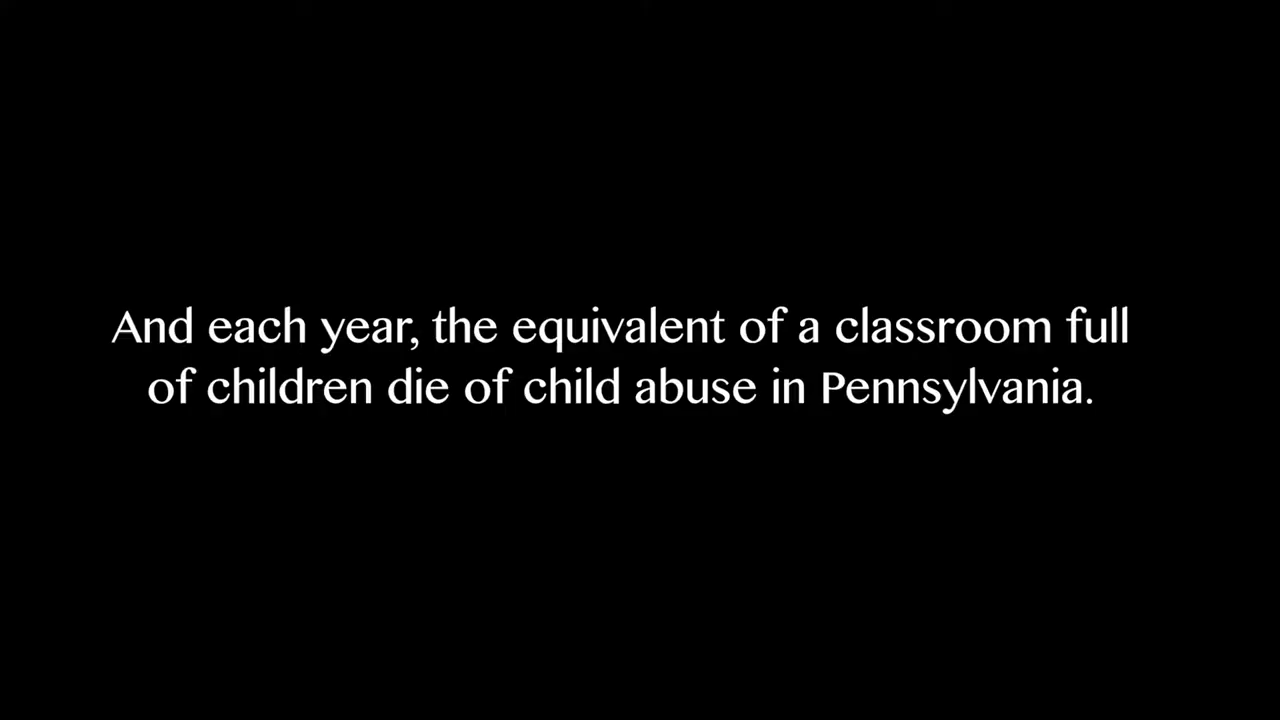 And each year, the equivalent of a classroom full
of children die of child abuse in Pennsylvania.